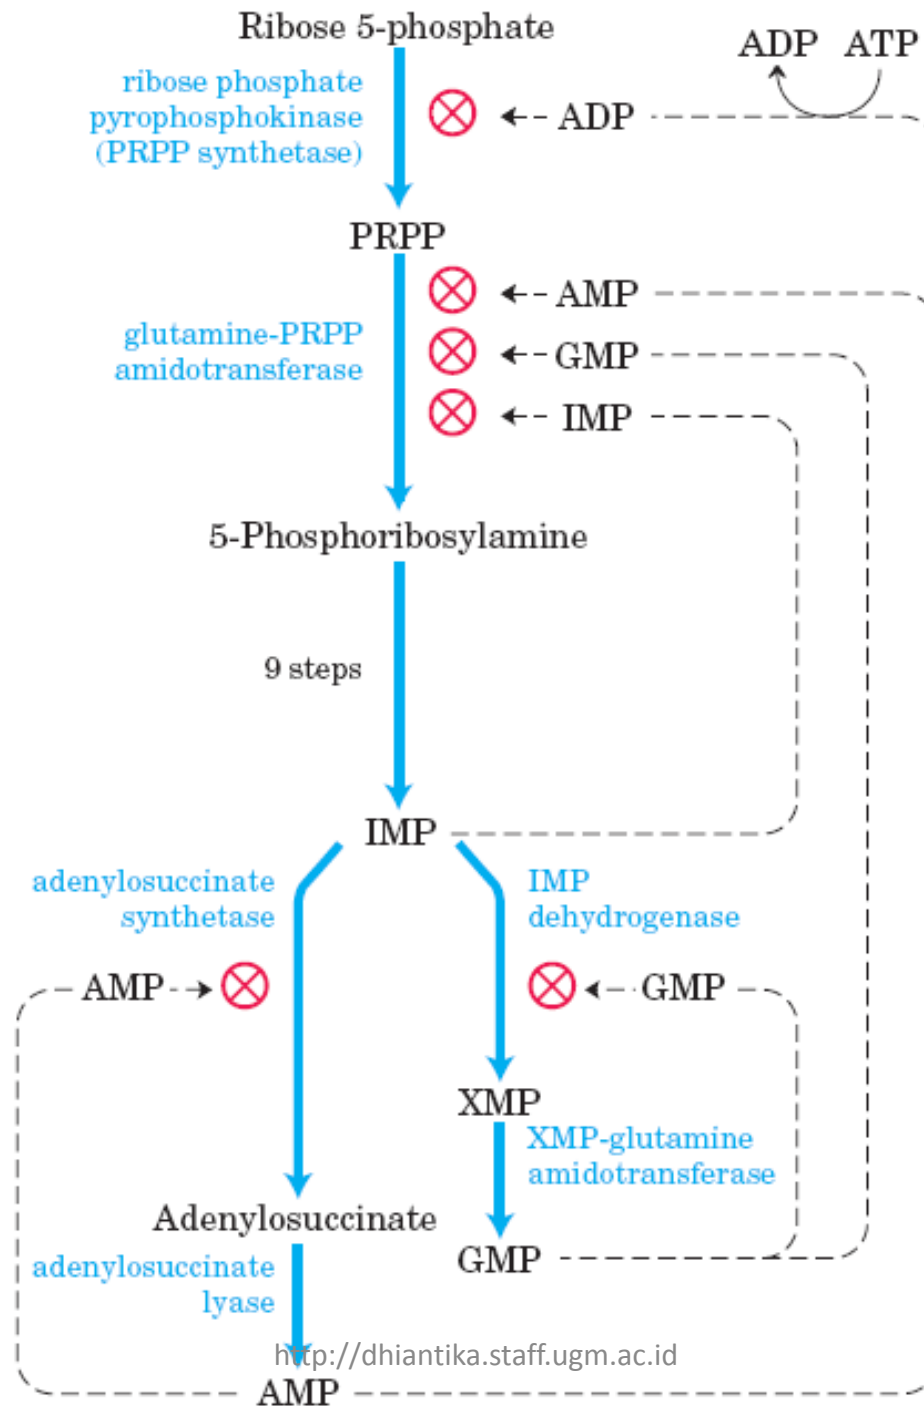 Ribose 5-phosphate
ADP ATP
ribose phosphate
pyrophosphokinase
(PRPP synthetase)
ADP
PRPP
AMP
glutamine-PRPP
amidotransferase
GMP
IMP
5-Phosphoribosylamine
9 steps
IMP
adenylosuccinate
synthetase
IMP
dehydrogenase
AMP
GMP
XMP
XMP-glutamine
amidotransferase
Adenylosuccinate
GMP
adenylosuccinate
lyase
http://dhiantika.staff.ugm.ac.id
AMP